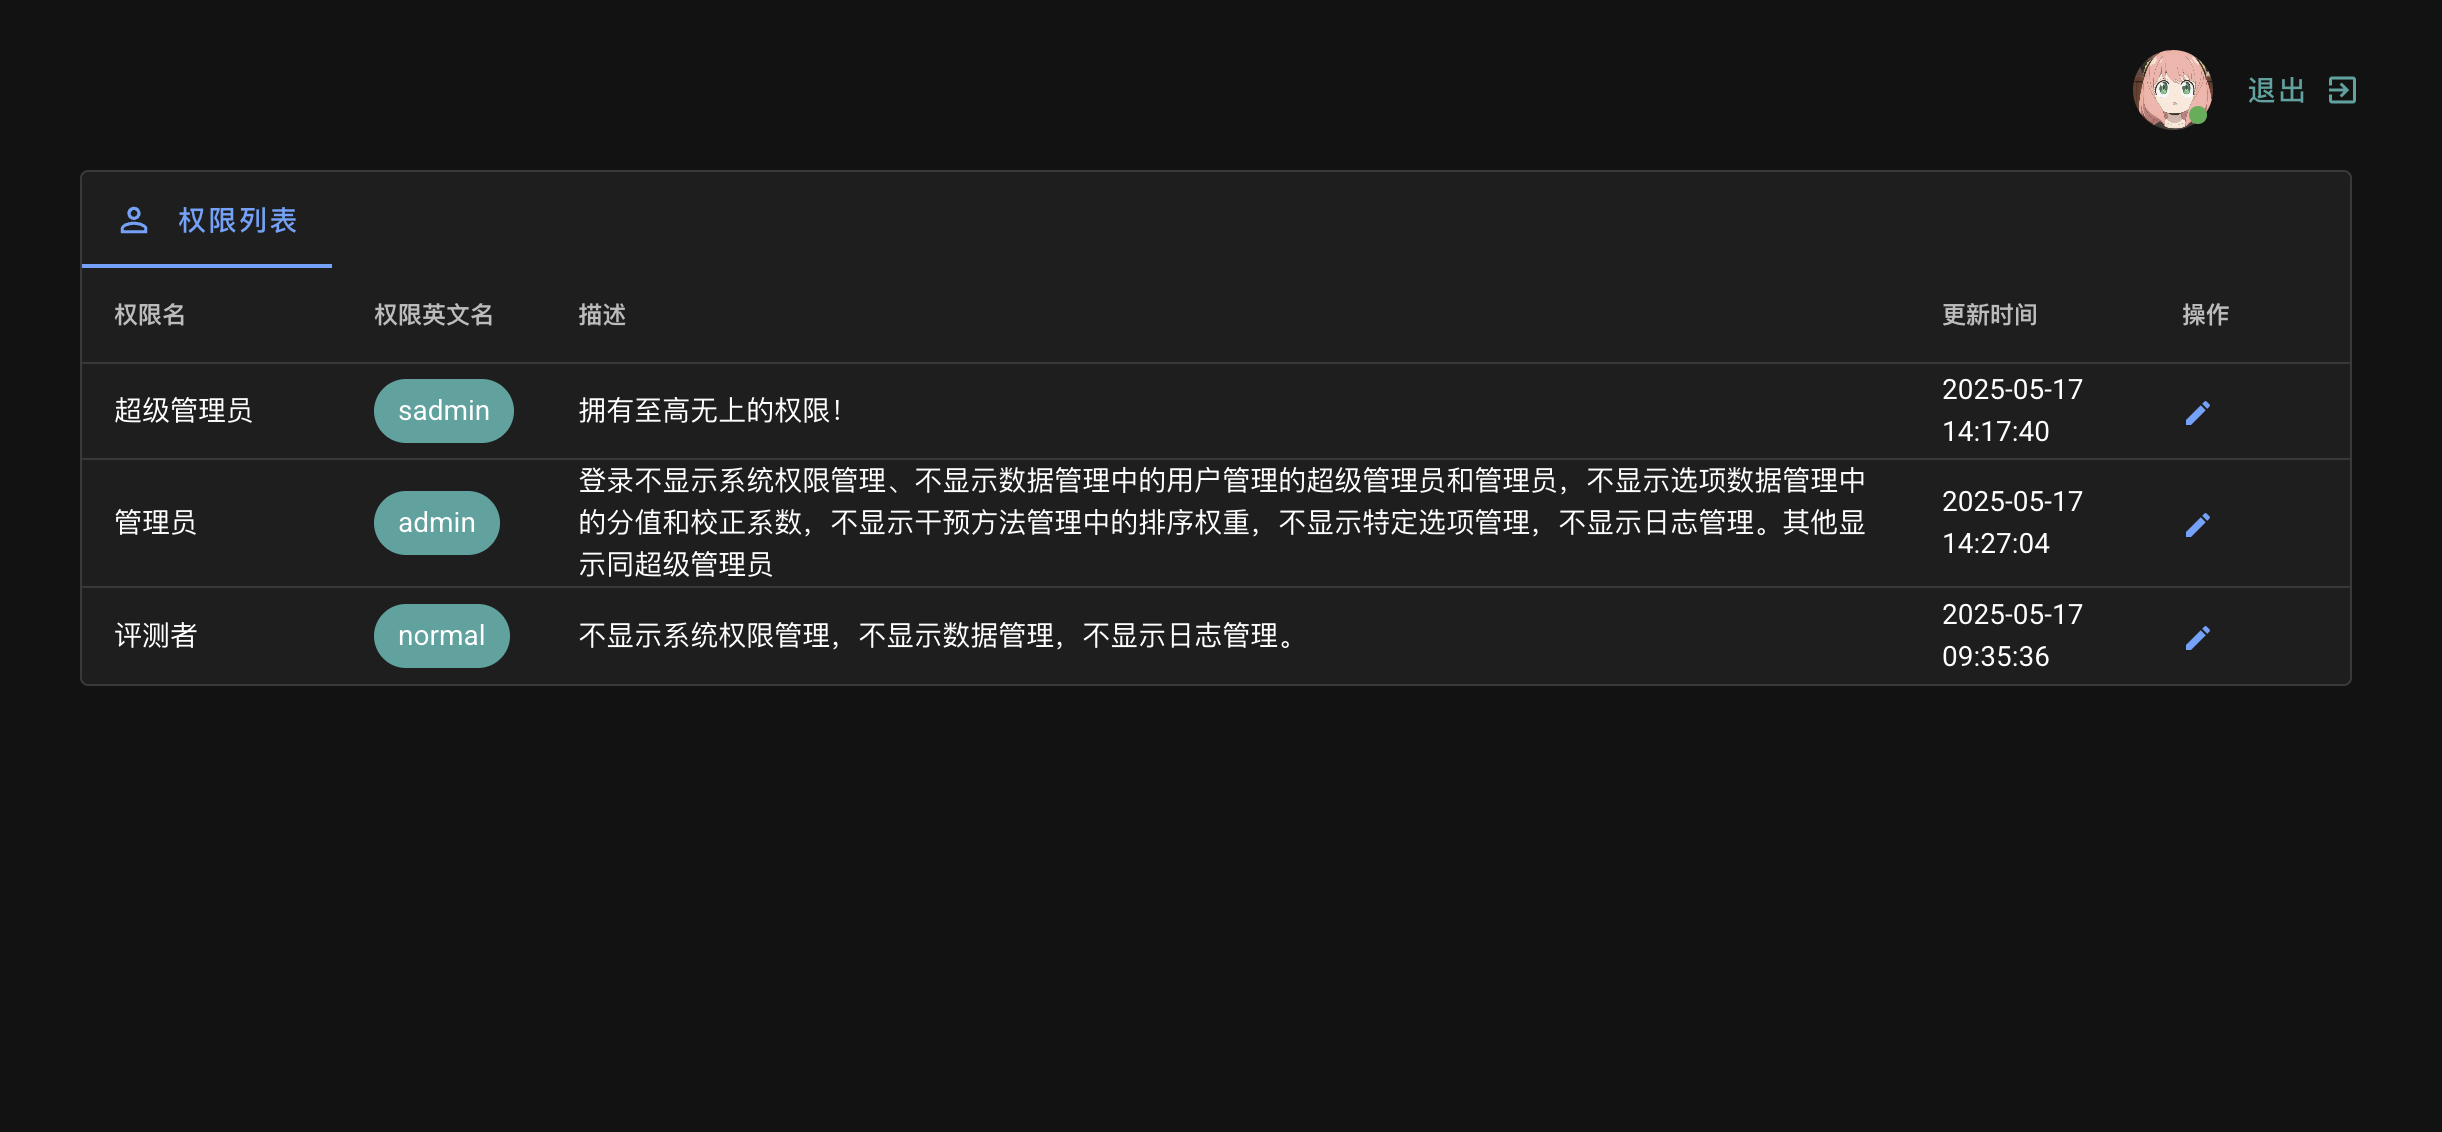 退出
权限列表
权限名 权限英文名 描述 更新时间 操作
超级管理员 sadmin 拥有至高无上的权限！ 2025-05-17
14:17:40
管理员 admin 登录不显示系统权限管理、不显示数据管理中的用户管理的超级管理员和管理员，不显示选项数据管理中
的分值和校正系数，不显示干预方法管理中的排序权重，不显示特定选项管理，不显示日志管理。其他显
示同超级管理员
2025-05-17
14:27:04
评测者 normal 不显示系统权限管理，不显示数据管理，不显示日志管理。 2025-05-17
09:35:36